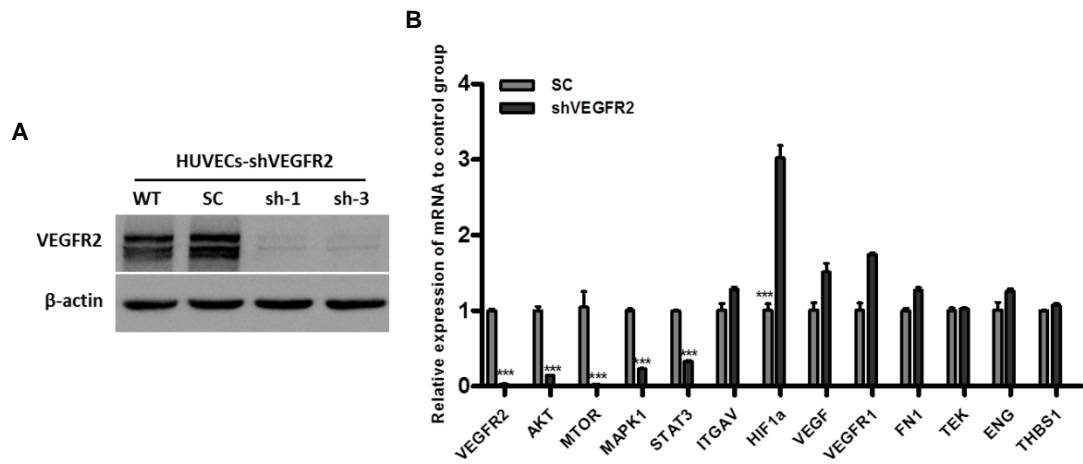 A
HUVECs-shVEGFR2
WT SC sh-1 sh-3
VEGFR2
β-actin
B
Relative expression of mRNA to control group
SC
shVEGFR2
4
3
2
1
0
*** *** *** *** *** ***
VEGFR2 AKT MTOR MAPK1 STAT3 ITGAV HIF1a VEGF VEGFR1 FN1 TEK ENG THBS1